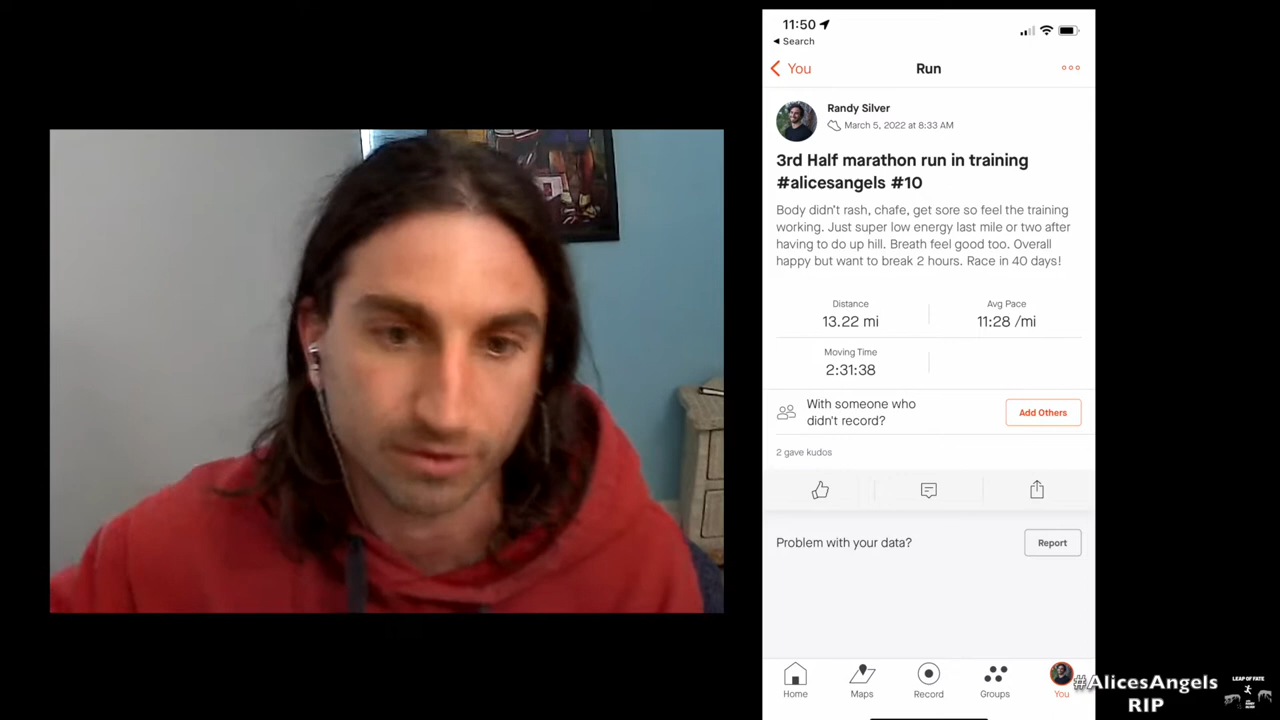 11:50
Search
You
Run
Randy Silver
March 5, 2022 at 8:33 AM
3rd Half marathon run in training
#alicesangels #10
Body didn't rash, chafe, get sore so feel the training
working. Just super low energy last mile or two after
having to do up hill. Breath feel good too. Overall
happy but want to break 2 hours. Race in 40 days!
Distance
Avg Pace
13.22 mi
11:28 /mi
Moving Time
2:31:38
With someone who
didn't record?
Add Others
2 gave kudos
Problem with your data?
Report
Home
Maps
Record
Groups
You
#AlicesAngels
RIP
LEAP OF FATE